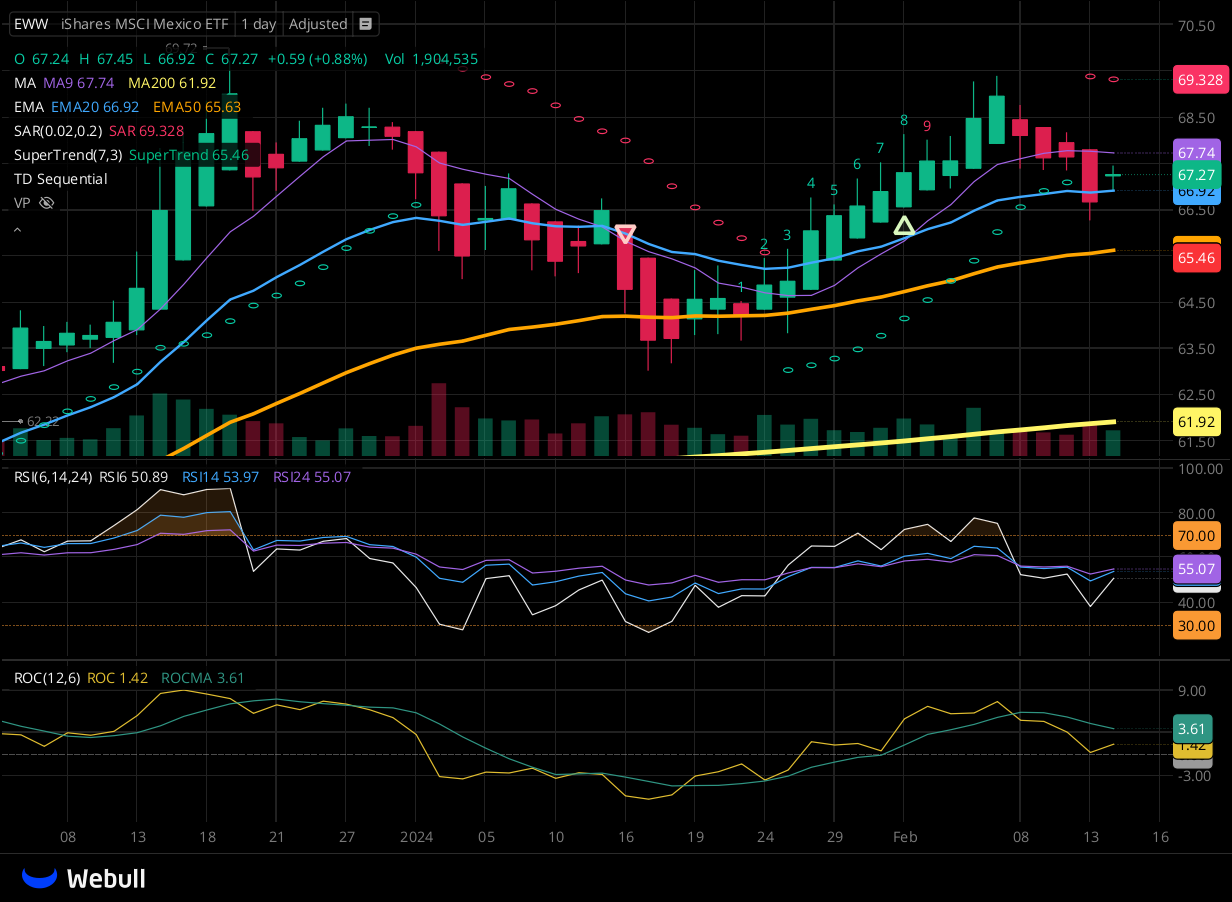 EWW iShares MSCI Mexico ETF 1 day Adjusted
O 67.24 H 67.45 L 66.92 C 67.27 +0.59 (+0.88%) Vol 1,904,535
MA MA9 67.74 MA200 61.92
EMA EMA20 66.92 EMA50 65.63
SAR(0.02,0.2) SAR 69.328
SuperTrend(7,3) SuperTrend 65.46
TD Sequential
VP
70.50
69.328
68.50
67.74
67.27
66.92
66.50
65.46
64.50
63.50
62.50
61.92
61.50
1 2 3 4 5 6 7 8 9
62.22
RSI(6,14,24) RSI6 50.89 RSI14 53.97 RSI24 55.07
100.00
80.00
70.00
55.07
40.00
30.00
ROC(12,6) ROC 1.42 ROCMA 3.61
9.00
3.61
1.42
-3.00
08 13 18 21 27 2024 05 10 16 19 24 29 Feb 08 13 16
Webull